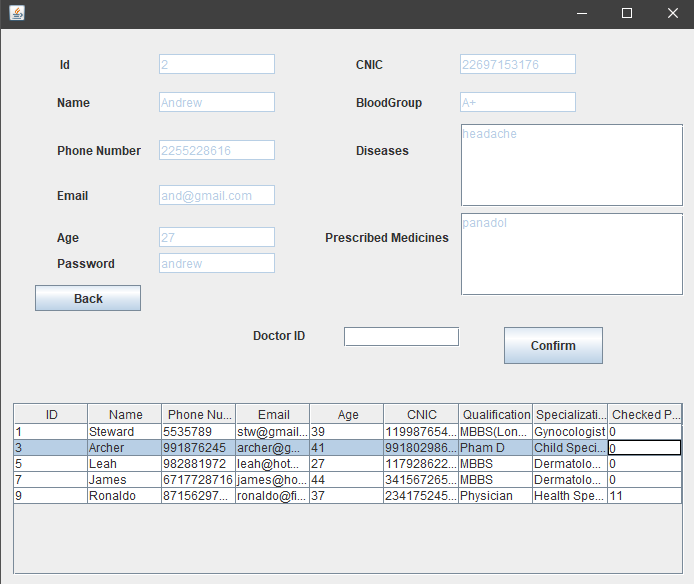 Id 2 CNIC 22697153176
Name Andrew BloodGroup A+
Phone Number 2255228616 Diseases headache
Email and@gmail.com
Age 27 Prescribed Medicines panadol
Password andrew
Back
Doctor ID Confirm
ID Name Phone Nu... Email Age CNIC Qualification Specializati... Checked P...
1 Steward 5535789 stw@gmail... 39 119987654... MBBS(Lon... Gynocologist 0
3 Archer 991876245 archer@g... 41 991802986... Pham D Child Speci... 0
5 Leah 982881972 leah@hot... 27 117928622... MBBS Dermatolo... 0
7 James 6717728716 james@ho... 44 341567265... MBBS Dermatolo... 0
9 Ronaldo 87156297... ronaldo@fi... 37 234175245... Physician Health Spe... 11